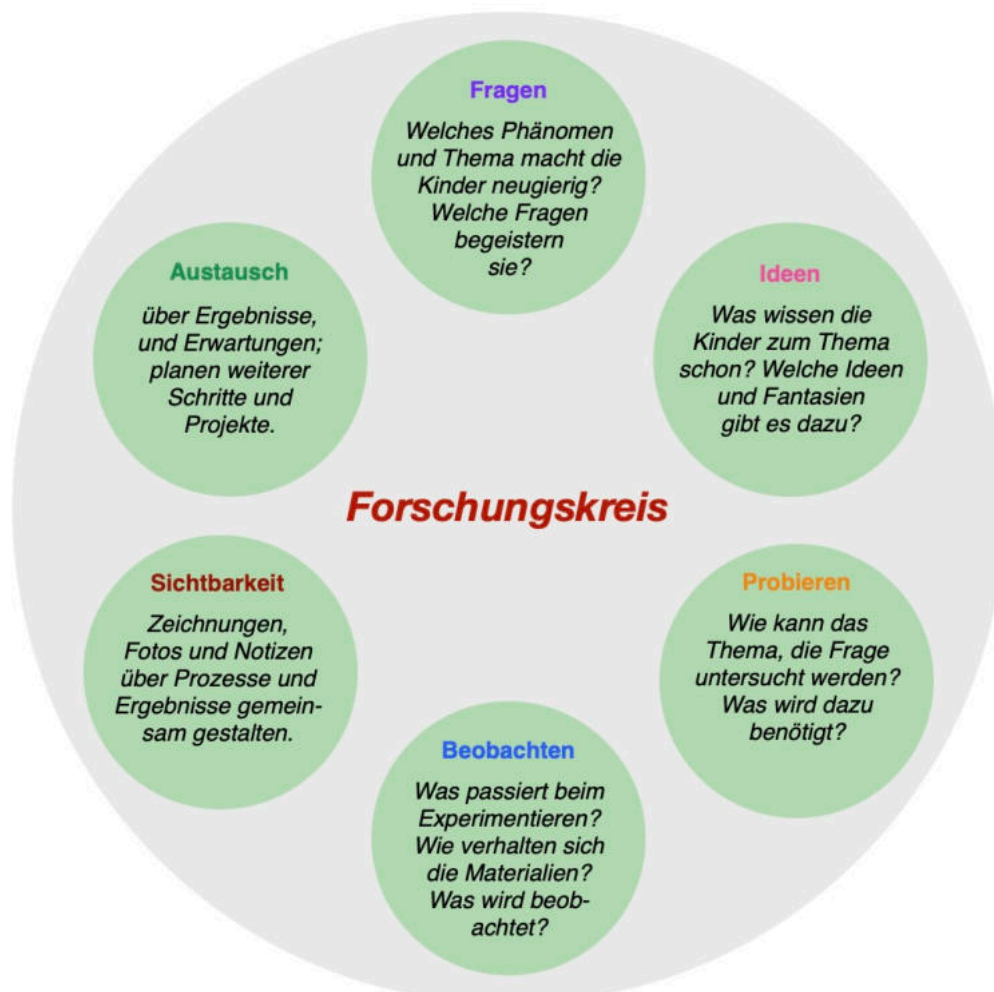 Fragen
Welches Phänomen
und Thema macht die
Kinder neugierig?
Welche Fragen
begeistern
sie?
Ideen
Was wissen die
Kinder zum Thema
schon? Welche Ideen
und Fantasien
gibt es dazu?
Probieren
Wie kann das
Thema, die Frage
untersucht werden?
Was wird dazu
benötigt?
Beobachten
Was passiert beim
Experimentieren?
Wie verhalten sich
die Materialien?
Was wird beob-
achtet?
Sichtbarkeit
Zeichnungen,
Fotos und Notizen
über Prozesse und
Ergebnisse gemein-
sam gestalten.
Austausch
über Ergebnisse,
und Erwartungen;
planen weiterer
Schritte und
Projekte.
Forschungskreis